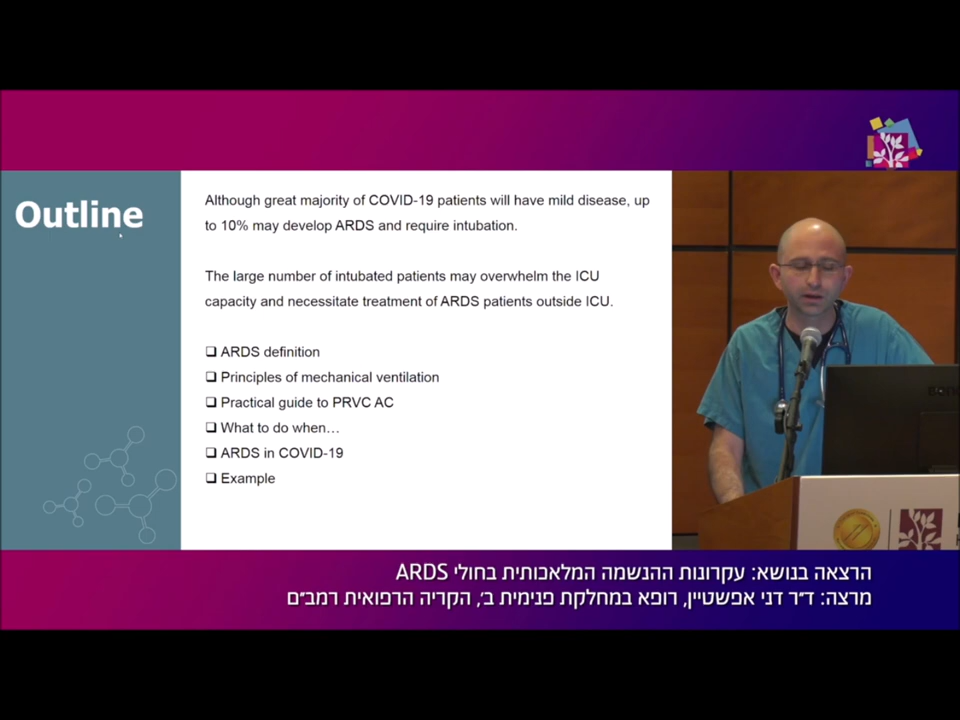 Outline
Although great majority of COVID-19 patients will have mild disease, up
to 10% may develop ARDS and require intubation.
The large number of intubated patients may overwhelm the ICU
capacity and necessitate treatment of ARDS patients outside ICU.
❑ ARDS definition
❑ Principles of mechanical ventilation
❑ Practical guide to PRVC AC
❑ What to do when…
❑ ARDS in COVID-19
❑ Example
הרצאה בנושא: עקרונות ההנשמה המלאכותית בחולי ARDS
מרצה: ד״ר דני אפשטיין, רופא במחלקת פנימית ב׳, הקריה הרפואית רמב״ם